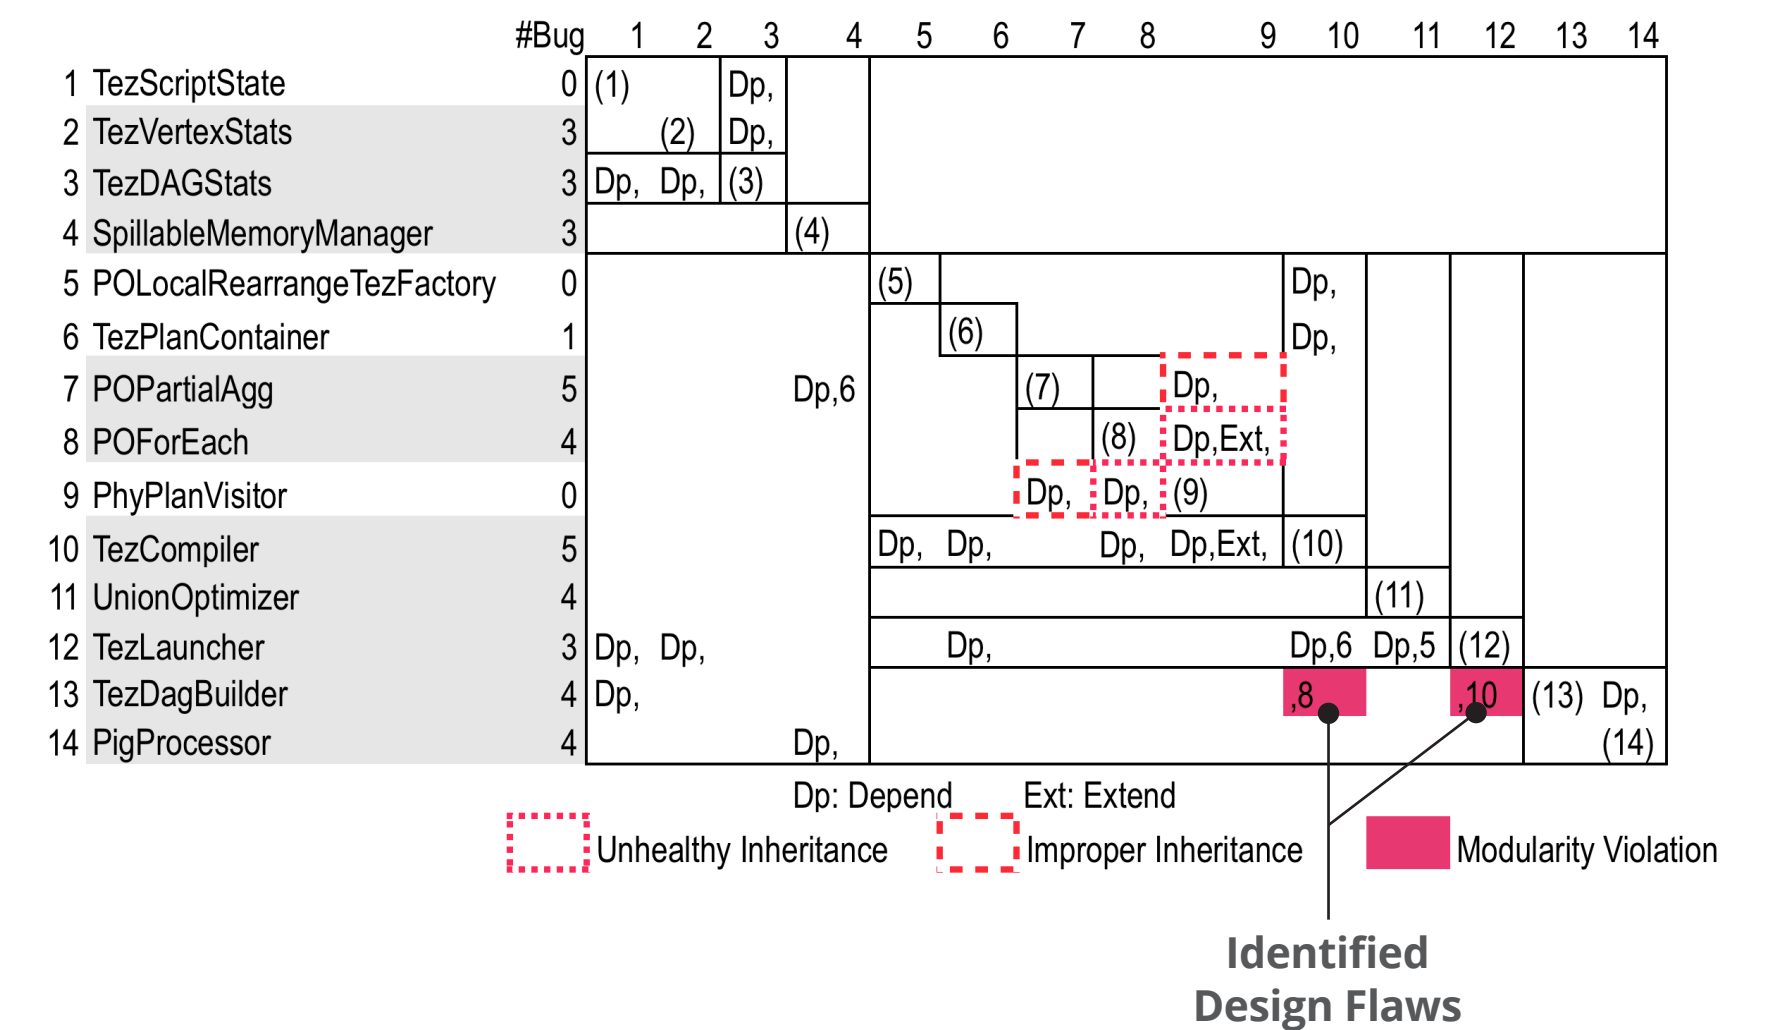 #Bug 1 2 3 4 5 6 7 8 9 10 11 12 13 14
1 TezScriptState 0 (1) Dp,
2 TezVertexStats 3 (2) Dp,
3 TezDAGStats 3 Dp, Dp, (3)
4 SpillableMemoryManager 3 (4)
5 POLocalRearrangeTezFactory 0 (5) Dp,
6 TezPlanContainer 1 (6) Dp,
7 POPartialAgg 5 Dp,6 (7) Dp,
8 POForEach 4 (8) Dp,Ext,
9 PhyPlanVisitor 0 Dp, Dp, (9)
10 TezCompiler 5 Dp, Dp, Dp, Dp,Ext, (10)
11 UnionOptimizer 4 (11)
12 TezLauncher 3 Dp, Dp, Dp, Dp,6 Dp,5 (12)
13 TezDagBuilder 4 Dp, ,8 ,10 (13) Dp,
14 PigProcessor 4 Dp, (14)
Dp: Depend Ext: Extend
Unhealthy Inheritance Improper Inheritance Modularity Violation
Identified
Design Flaws